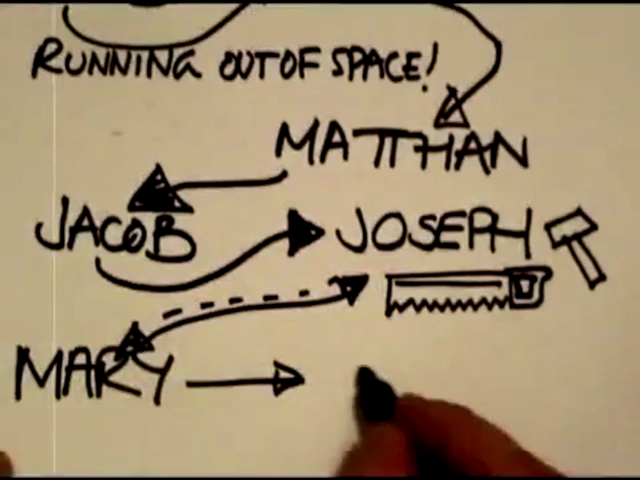 RUNNING OUT OF SPACE!
MATTHAN
JACOB
JOSEPH
MARY